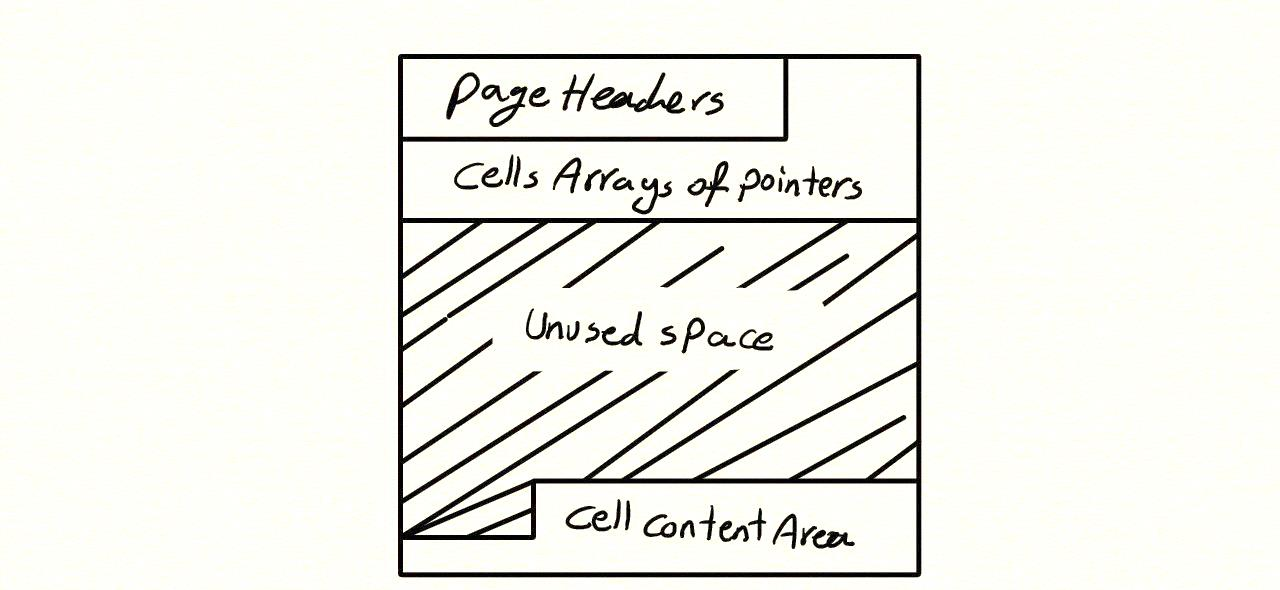 Page Headers
Cells Arrays of pointers
Unused space
Cell content Area